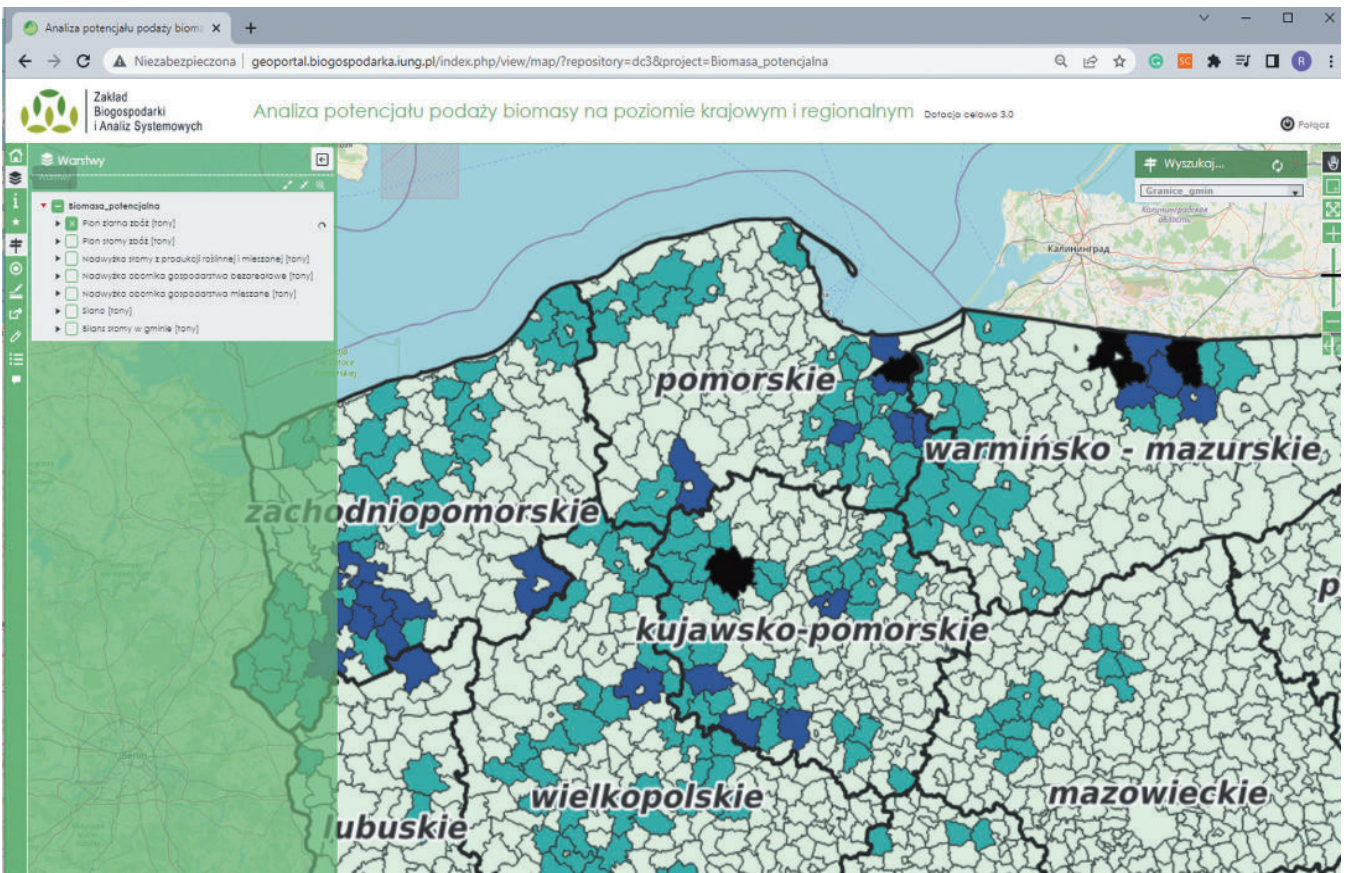 Analiza potencjału podaży biom
Niezabezpieczona | geoportal.biogospodarka.iung.pl/index.php/view/map/?repository=dc3&project=Biomasa_potencjalna
SC
R
Zakład
Biogospodarki
i Analiz Systemowych
Analiza potencjału podaży biomasy na poziomie krajowym i regionalnym Dotacja celowa 3.0
Połącz
Warstwy
Wyszukaj...
Granice_gmin
Biomasa_potencjalna
Plon ziarna zbóż [tony]
Plon słomy zbóż [tony]
Nadwyżka słomy z produkcji roślinnej i mieszanej [tony]
Nadwyżka obornika gospodarstwa bezareałowe [tony]
Nadwyżka obornika gospodarstwa mieszane [tony]
Siano [tony]
Bilans słomy w gminie [tony]
Калининград
pomorskie
warmińsko - mazurskie
zachodniopomorskie
kujawsko-pomorskie
p
wielkopolskie
mazowieckie
lubuskie
Berlin